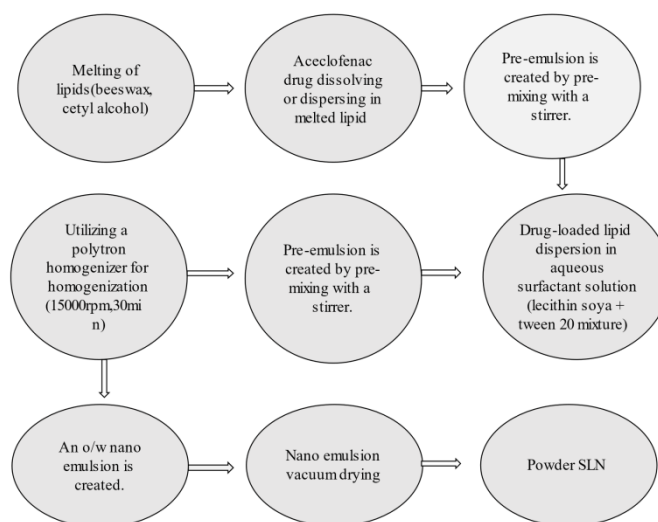 Melting of
lipids(beeswax,
cetyl alcohol)
Aceclofenac
drug dissolving
or dispersing in
melted lipid
Pre-emulsion is
created by pre-
mixing with a
stirrer.
Utilizing a
polytron
homogenizer for
homogenization
(15000rpm,30mi
n)
Pre-emulsion is
created by pre-
mixing with a
stirrer.
Drug-loaded lipid
dispersion in
aqueous
surfactant solution
(lecithin soya +
tween 20 mixture)
An o/w nano
emulsion is
created.
Nano emulsion
vacuum drying
Powder SLN